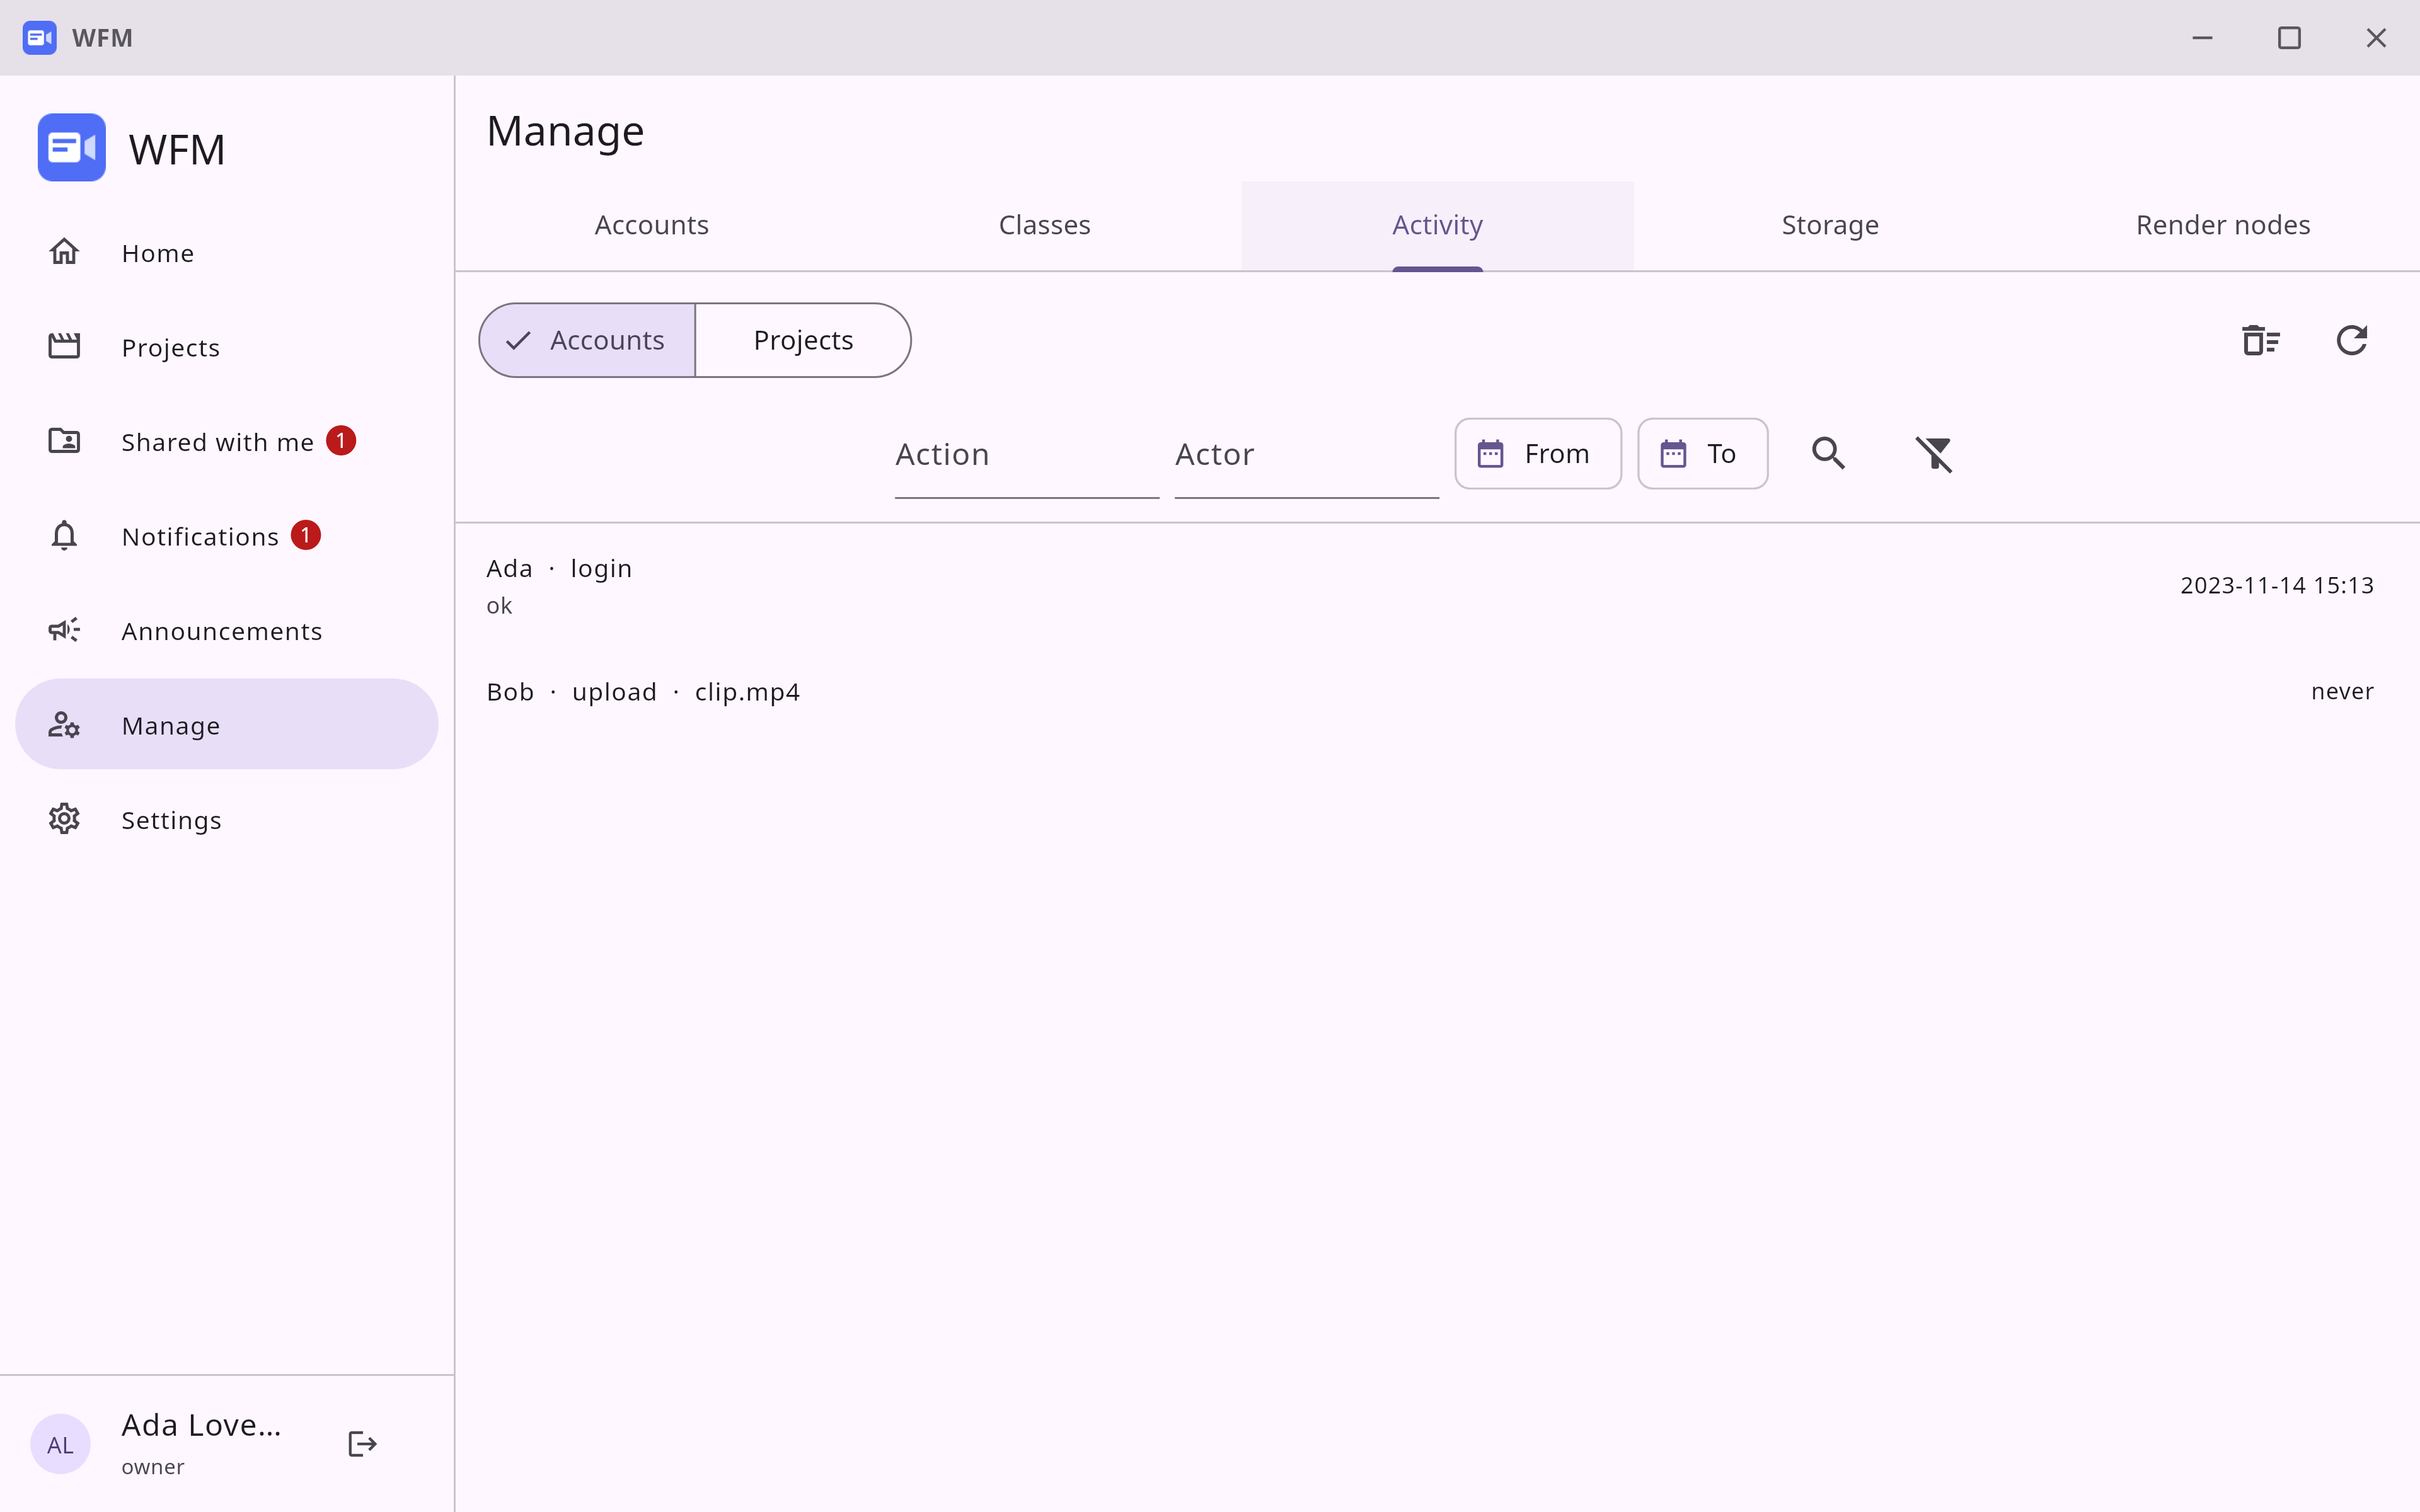 WFM
WFM
Home
Projects
Shared with me 1
Notifications 1
Announcements
Manage
Settings
AL
Ada Love…
owner
Manage
Accounts
Classes
Activity
Storage
Render nodes
Accounts
Projects
Action
Actor
From
To
Ada · login
ok
2023-11-14 15:13
Bob · upload · clip.mp4
never